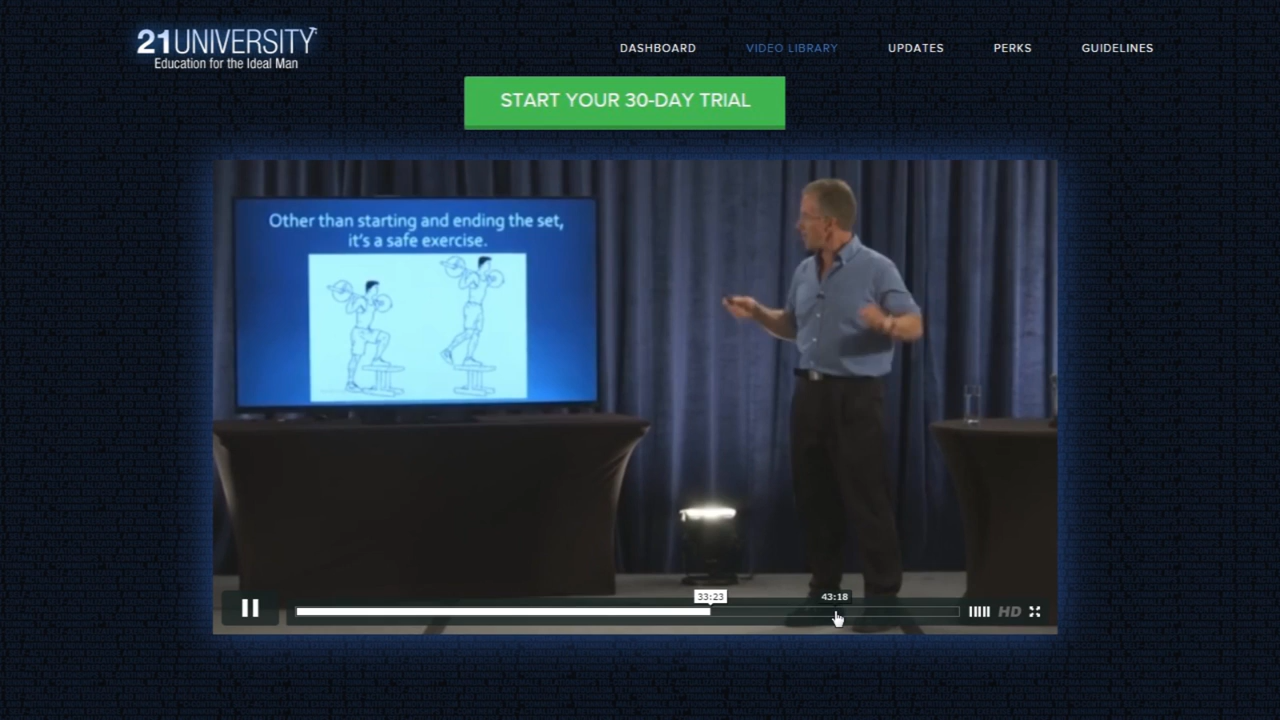 21UNIVERSITY
Education for the Ideal Man
DASHBOARD
VIDEO LIBRARY
UPDATES
PERKS
GUIDELINES
START YOUR 30-DAY TRIAL
Other than starting and ending the set,
it's a safe exercise.
33:23
43:18
HD